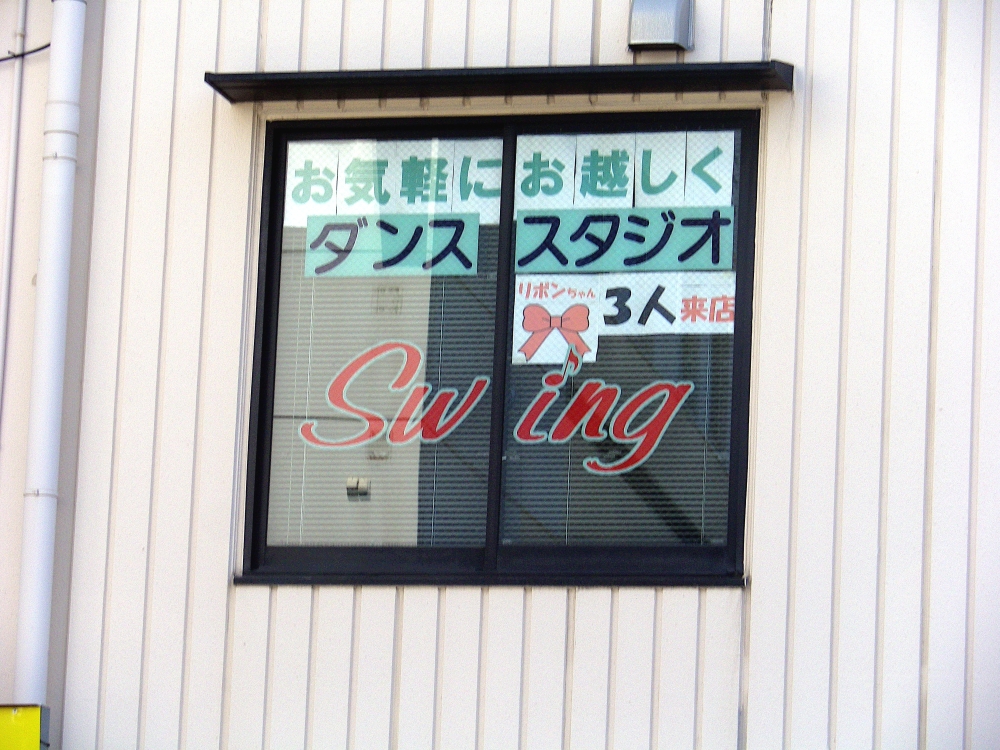 お気軽にお越しく
ダンススタジオ
リボンちゃん
3人来店
Swing